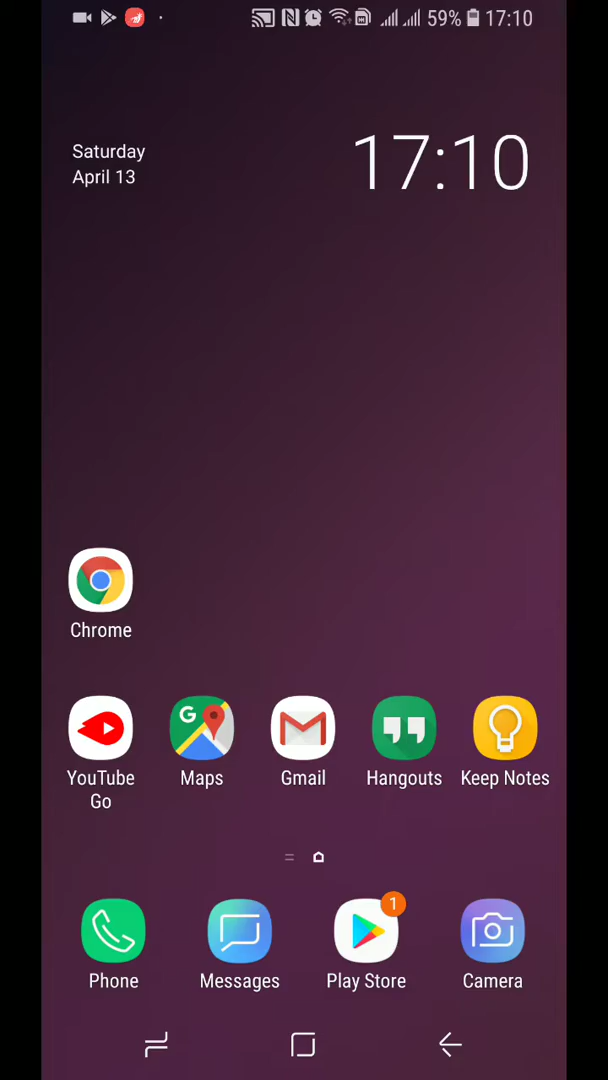 59% 17:10
Saturday
April 13
17:10
Chrome
G
YouTube Go
Maps
Gmail
Hangouts
Keep Notes
1
Phone
Messages
Play Store
Camera